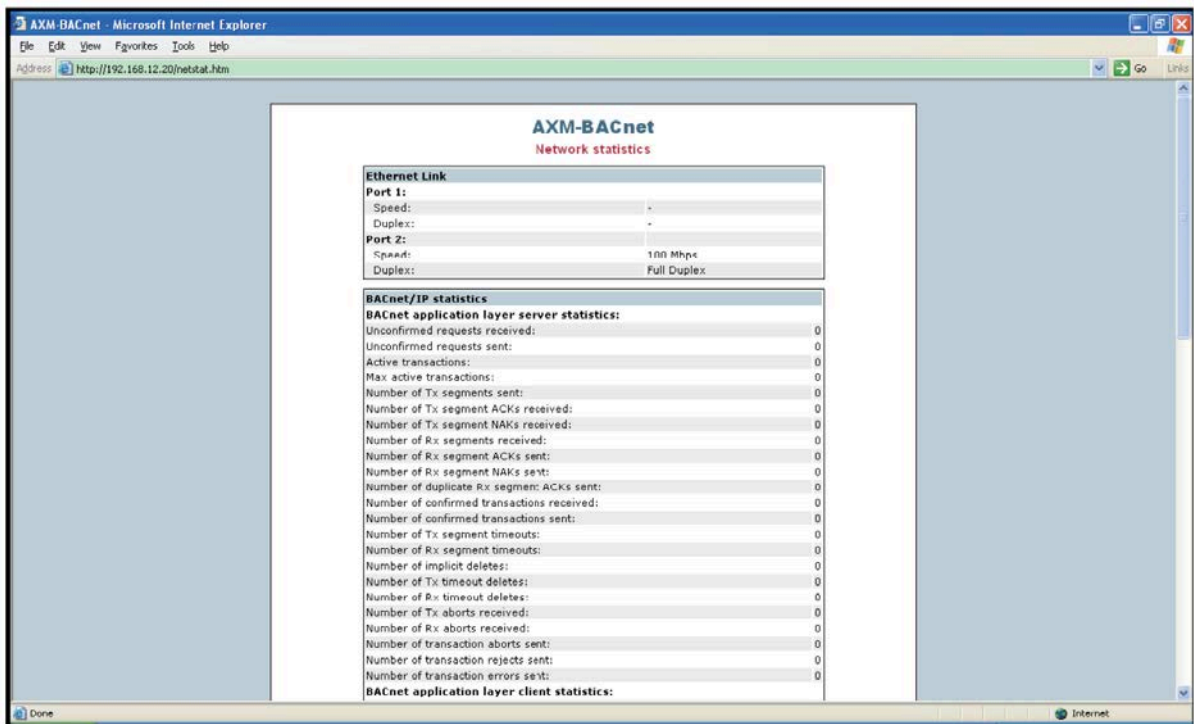 AXM-BACnet - Microsoft Internet Explorer
File Edit View Favorites Tools Help
Address http://192.168.12.20/netstat.htm Go Links
AXM-BACnet
Network statistics
Ethernet Link
Port 1:
Speed: -
Duplex: -
Port 2:
Speed: 100 Mbps
Duplex: Full Duplex
BACnet/IP statistics
BACnet application layer server statistics:
Unconfirmed requests received: 0
Unconfirmed requests sent: 0
Active transactions: 0
Max active transactions: 0
Number of Tx segments sent: 0
Number of Tx segment ACKs received: 0
Number of Tx segment NAKs received: 0
Number of Rx segments received: 0
Number of Rx segment ACKs sent: 0
Number of Rx segment NAKs sent: 0
Number of duplicate Rx segment ACKs sent: 0
Number of confirmed transactions received: 0
Number of confirmed transactions sent: 0
Number of Tx segment timeouts: 0
Number of Rx segment timeouts: 0
Number of implicit deletes: 0
Number of Tx timeout deletes: 0
Number of Rx timeout deletes: 0
Number of Tx aborts received: 0
Number of Rx aborts received: 0
Number of transaction aborts sent: 0
Number of transaction rejects sent: 0
Number of transaction errors sent: 0
BACnet application layer client statistics:
Done Internet